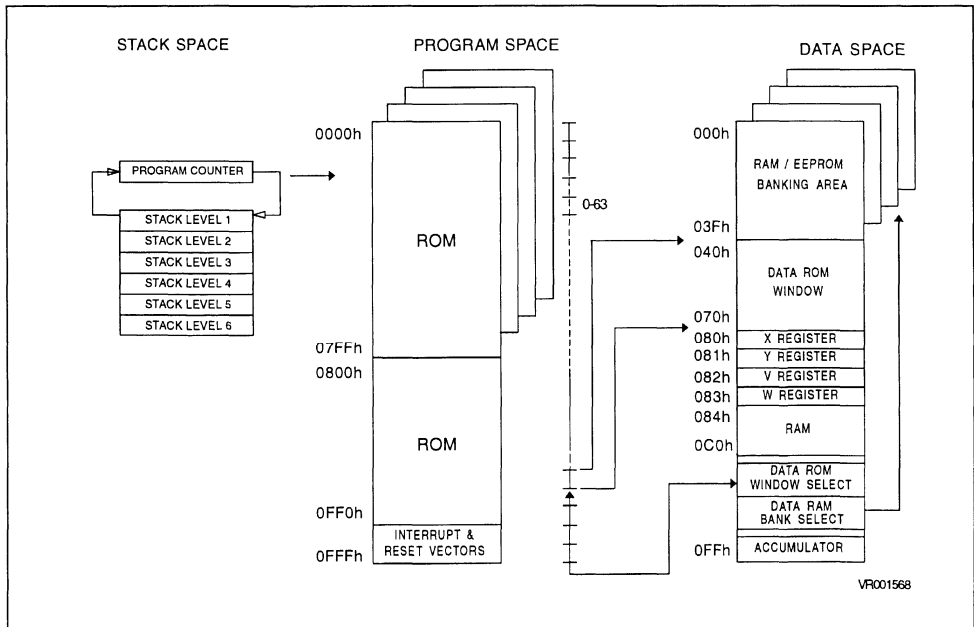 STACK SPACE
PROGRAM COUNTER
STACK LEVEL 1
STACK LEVEL 2
STACK LEVEL 3
STACK LEVEL 4
STACK LEVEL 5
STACK LEVEL 6
PROGRAM SPACE
0000h
ROM
07FFh
0800h
ROM
0FF0h
INTERRUPT &
RESET VECTORS
0FFFh
0-63
DATA SPACE
000h
RAM / EEPROM
BANKING AREA
03Fh
040h
DATA ROM
WINDOW
070h
080h
X REGISTER
081h
Y REGISTER
082h
V REGISTER
083h
W REGISTER
084h
RAM
0C0h
DATA ROM
WINDOW SELECT
DATA RAM
BANK SELECT
0FFh
ACCUMULATOR
VR001568